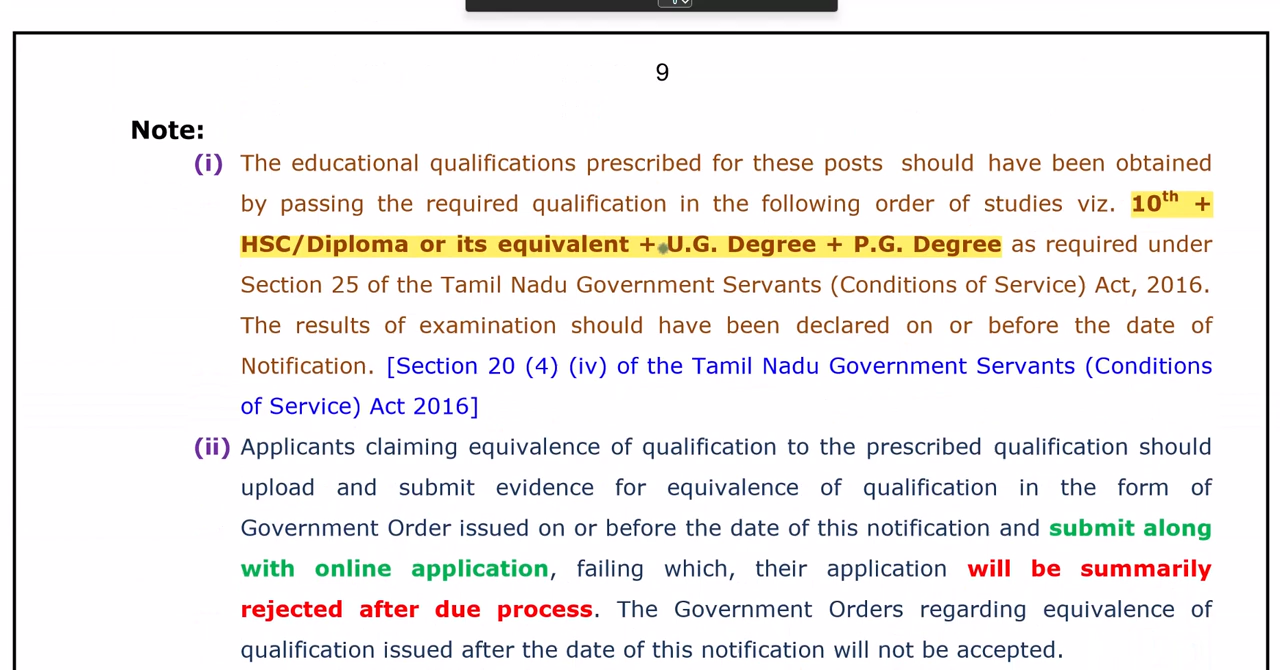 9
Note:
(i) The educational qualifications prescribed for these posts should have been obtained
by passing the required qualification in the following order of studies viz. 10th +
HSC/Diploma or its equivalent + U.G. Degree + P.G. Degree as required under
Section 25 of the Tamil Nadu Government Servants (Conditions of Service) Act, 2016.
The results of examination should have been declared on or before the date of
Notification. [Section 20 (4) (iv) of the Tamil Nadu Government Servants (Conditions
of Service) Act 2016]
(ii) Applicants claiming equivalence of qualification to the prescribed qualification should
upload and submit evidence for equivalence of qualification in the form of
Government Order issued on or before the date of this notification and submit along
with online application, failing which, their application will be summarily
rejected after due process. The Government Orders regarding equivalence of
qualification issued after the date of this notification will not be accepted.